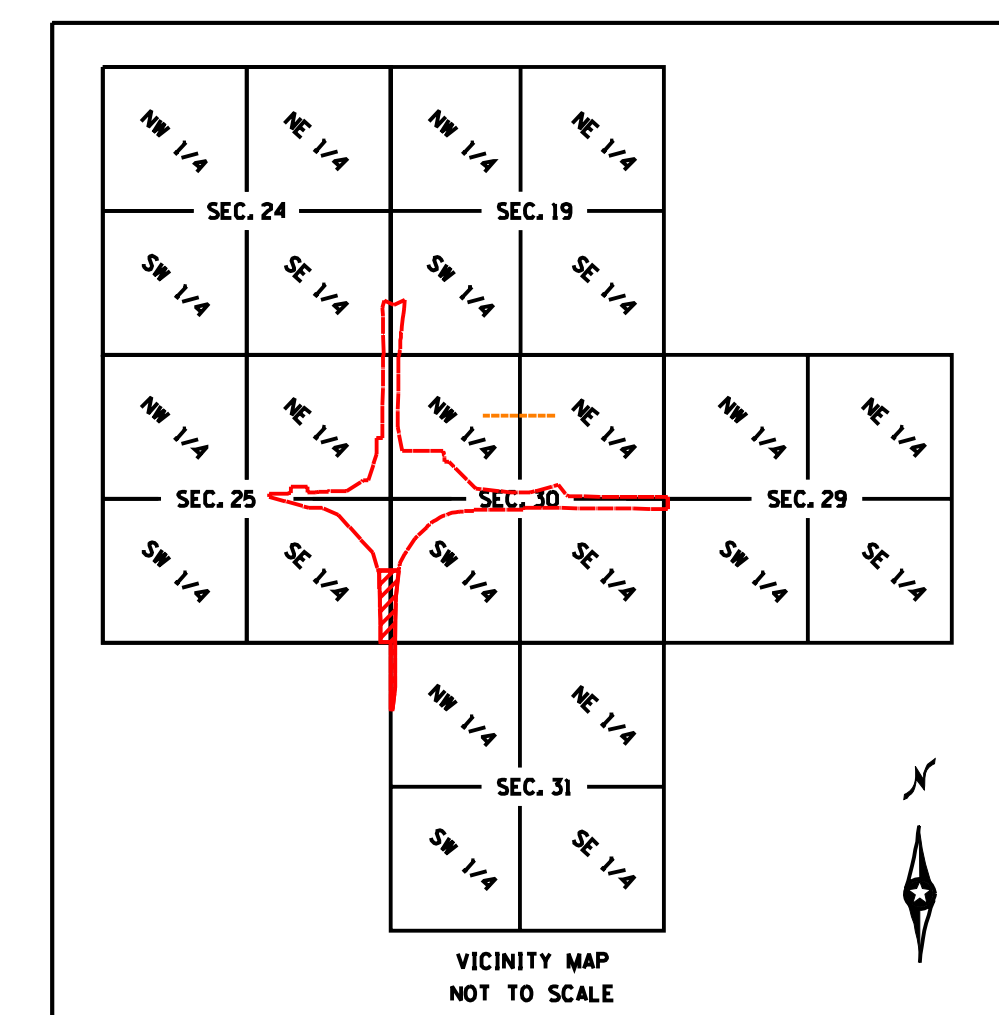 NW 1/4
NE 1/4
NW 1/4
NE 1/4
SEC. 24
SEC. 19
SW 1/4
SE 1/4
SW 1/4
SE 1/4
NW 1/4
NE 1/4
NW 1/4
NE 1/4
NW 1/4
NE 1/4
SEC. 25
SEC. 30
SEC. 29
SW 1/4
SE 1/4
SW 1/4
SE 1/4
SW 1/4
SE 1/4
NW 1/4
NE 1/4
SEC. 31
N
SW 1/4
SE 1/4
VICINITY MAP
NOT TO SCALE